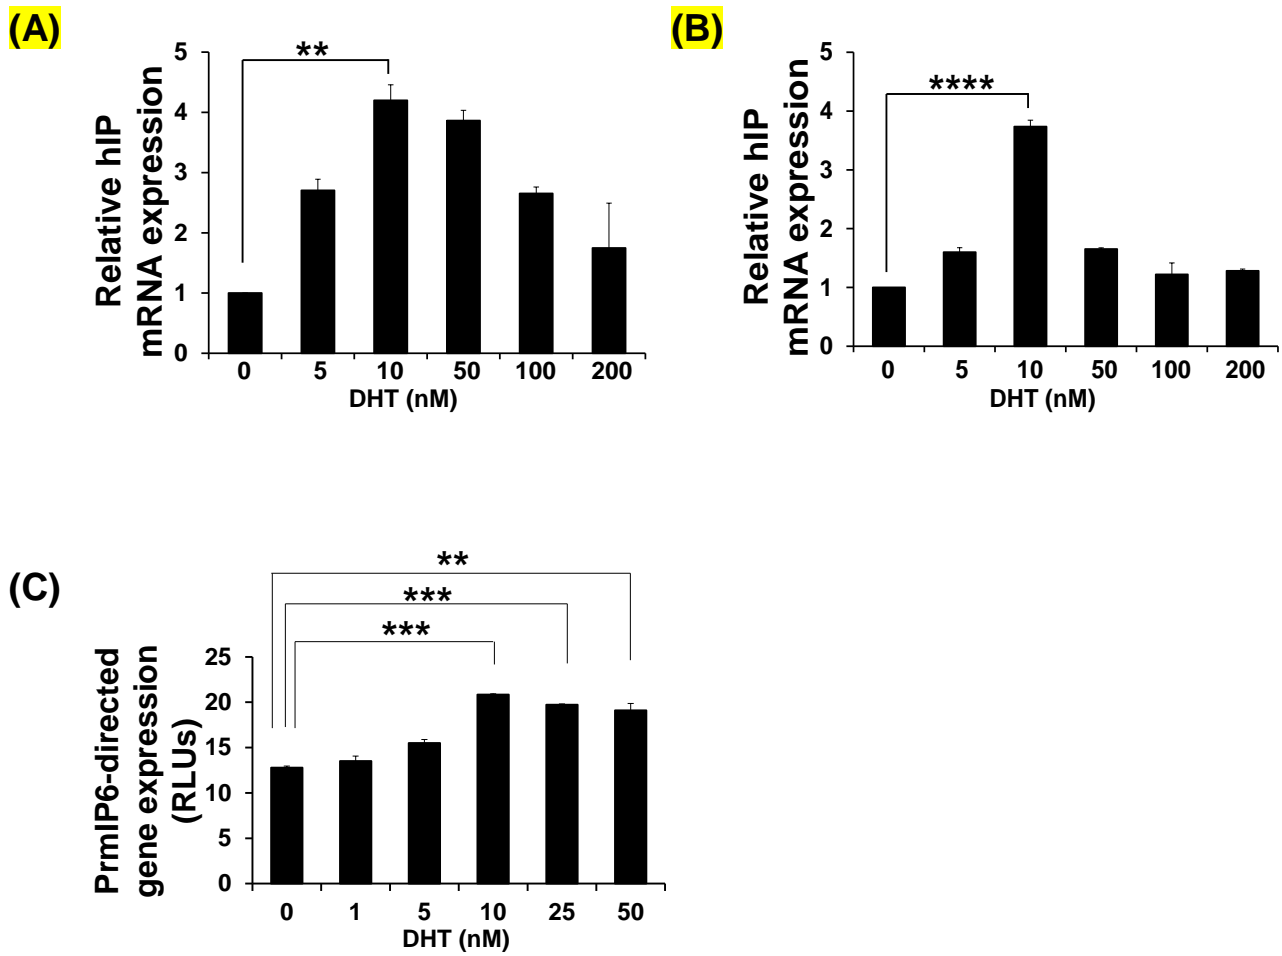 (A)
**
Relative hIP
mRNA expression
5
4
3
2
1
0
0 5 10 50 100 200
DHT (nM)
(B)
****
Relative hIP
mRNA expression
5
4
3
2
1
0
0 5 10 50 100 200
DHT (nM)
(C)
**
***
***
PrmIP6-directed
gene expression
(RLUs)
25
20
15
10
5
0
0 1 5 10 25 50
DHT (nM)